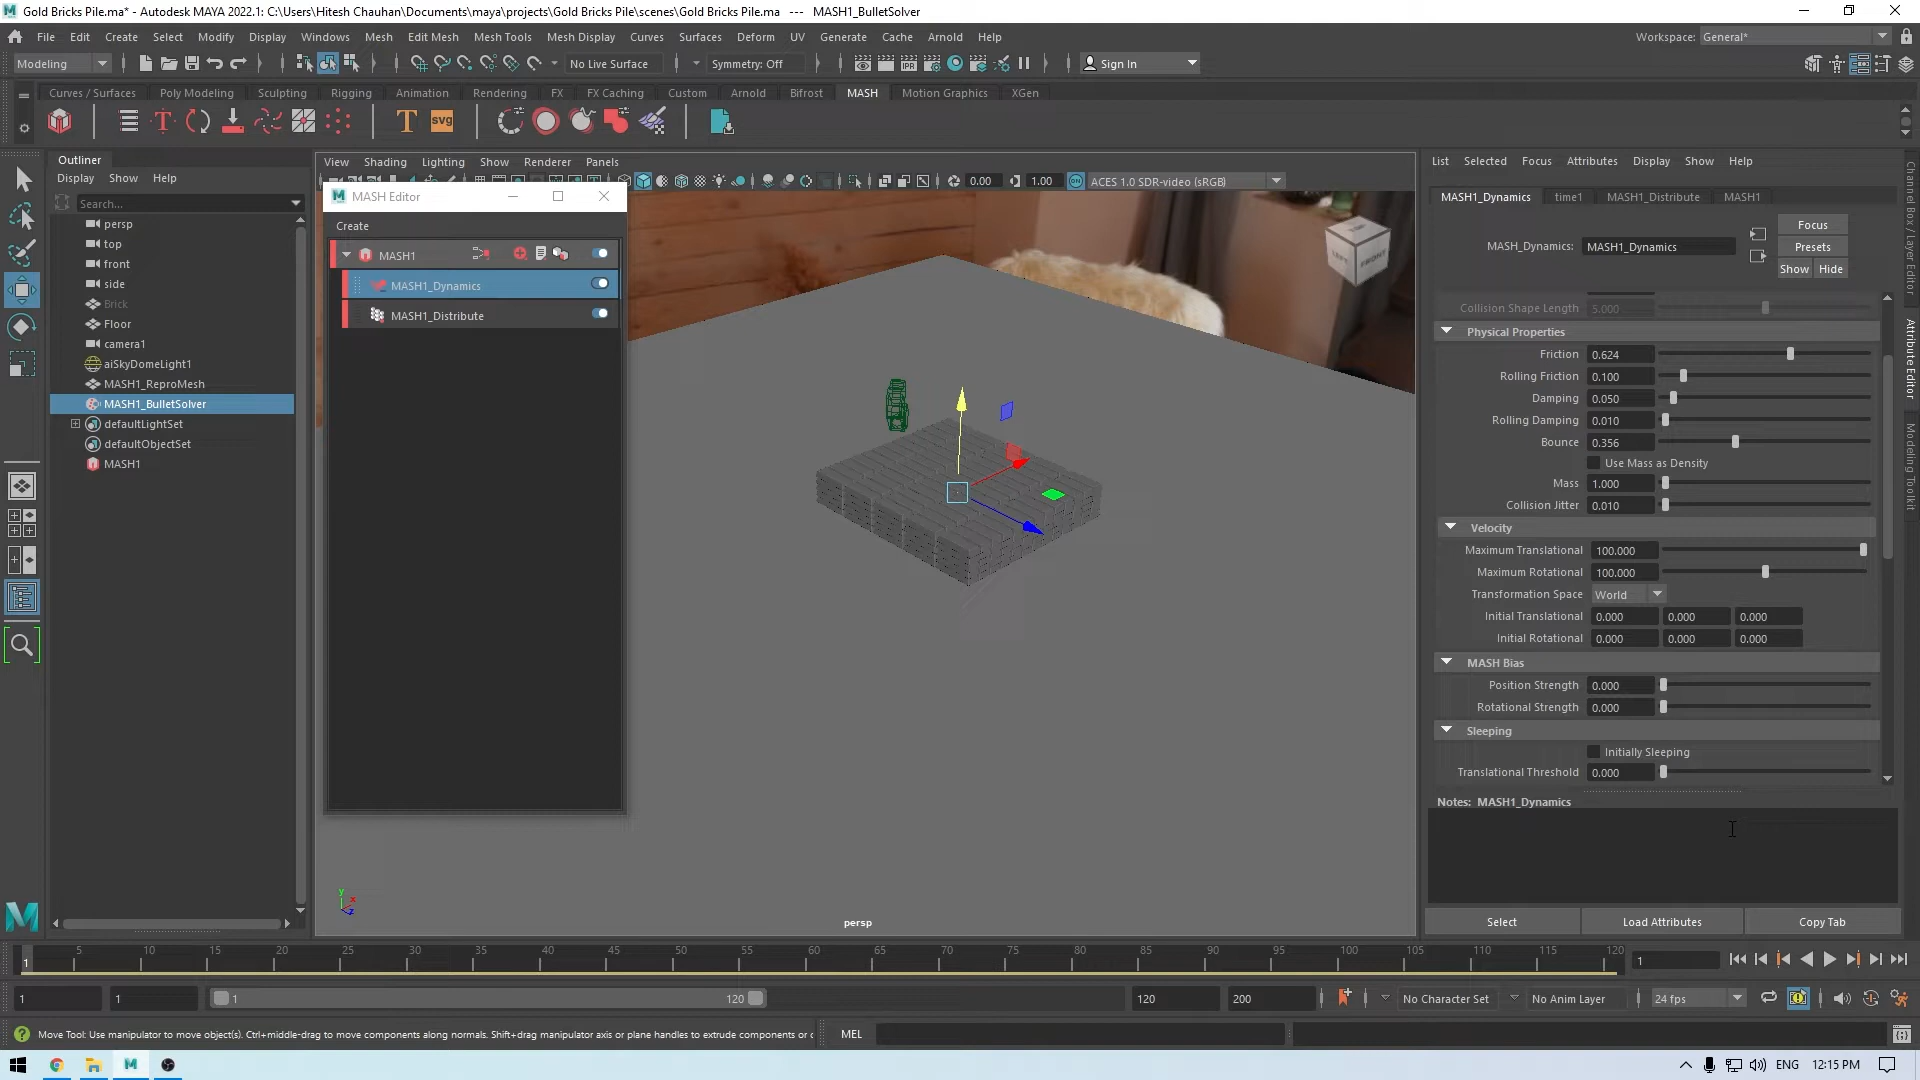 Gold Bricks Pile.ma* - Autodesk MAYA 2022.1: C:\Users\Hitesh Chauhan\Documents\maya\projects\Gold Bricks Pile\scenes\Gold Bricks Pile.ma --- MASH1_BulletSolver
File Edit Create Select Modify Display Windows Mesh Edit Mesh Mesh Tools Mesh Display Curves Surfaces Deform UV Generate Cache Arnold Help
Workspace: General*
Modeling
No Live Surface
Symmetry: Off
Sign In
Curves / Surfaces Poly Modeling Sculpting Rigging Animation Rendering FX FX Caching Custom Arnold Bifrost MASH Motion Graphics XGen
T svg
Outliner
Display Show Help
Search...
persp
top
front
side
Brick
Floor
camera1
aiSkyDomeLight1
MASH1_ReproMesh
MASH1_BulletSolver
defaultLightSet
defaultObjectSet
MASH1
View Shading Lighting Show Renderer Panels
0.00 1.00 ACES 1.0 SDR-video (sRGB)
MASH Editor
Create
MASH1
MASH1_Dynamics
MASH1_Distribute
LEFT FRONT
persp
y x z
List Selected Focus Attributes Display Show Help
MASH1_Dynamics time1 MASH1_Distribute MASH1
MASH_Dynamics: MASH1_Dynamics
Focus
Presets
Show Hide
Collision Shape Length 5.000
Physical Properties
Friction 0.624
Rolling Friction 0.100
Damping 0.050
Rolling Damping 0.010
Bounce 0.356
Use Mass as Density
Mass 1.000
Collision Jitter 0.010
Velocity
Maximum Translational 100.000
Maximum Rotational 100.000
Transformation Space World
Initial Translational 0.000 0.000 0.000
Initial Rotational 0.000 0.000 0.000
MASH Bias
Position Strength 0.000
Rotational Strength 0.000
Sleeping
Initially Sleeping
Translational Threshold 0.000
Notes: MASH1_Dynamics
Select Load Attributes Copy Tab
Channel Box / Layer Editor
Attribute Editor
Modeling Toolkit
1 5 10 15 20 25 30 35 40 45 50 55 60 65 70 75 80 85 90 95 100 105 110 115 120
1
1 1 1 120 120 200
No Character Set
No Anim Layer
24 fps
Move Tool: Use manipulator to move object(s). Ctrl+middle-drag to move components along normals. Shift+drag manipulator axis or plane handles to extrude components or c
MEL
ENG 12:15 PM